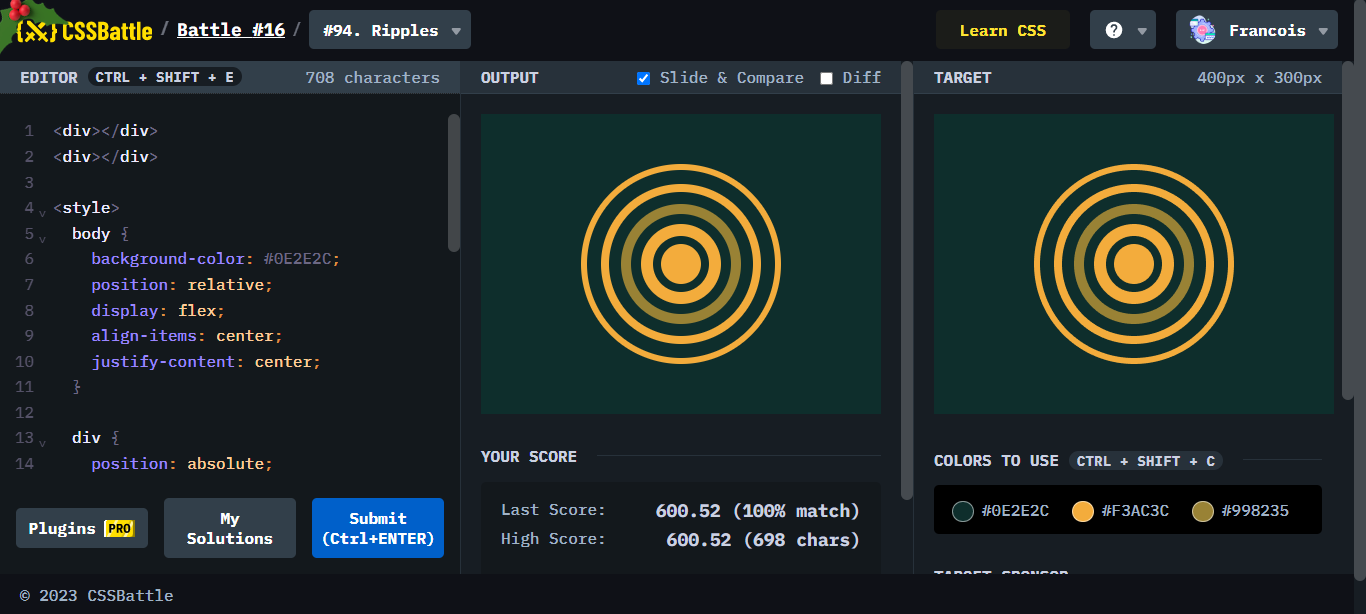 CSSBattle / Battle #16 / #94. Ripples
Learn CSS
?
Francois
EDITOR CTRL + SHIFT + E 708 characters
1 <div></div>
2 <div></div>
3
4 <style>
5 body {
6 background-color: #0E2E2C;
7 position: relative;
8 display: flex;
9 align-items: center;
10 justify-content: center;
11 }
12
13 div {
14 position: absolute;
Plugins PRO
My
Solutions
Submit
(Ctrl+ENTER)
OUTPUT Slide & Compare Diff
YOUR SCORE
Last Score: 600.52 (100% match)
High Score: 600.52 (698 chars)
TARGET 400px x 300px
COLORS TO USE CTRL + SHIFT + C
#0E2E2C #F3AC3C #998235
TARGET SPONSOR
© 2023 CSSBattle